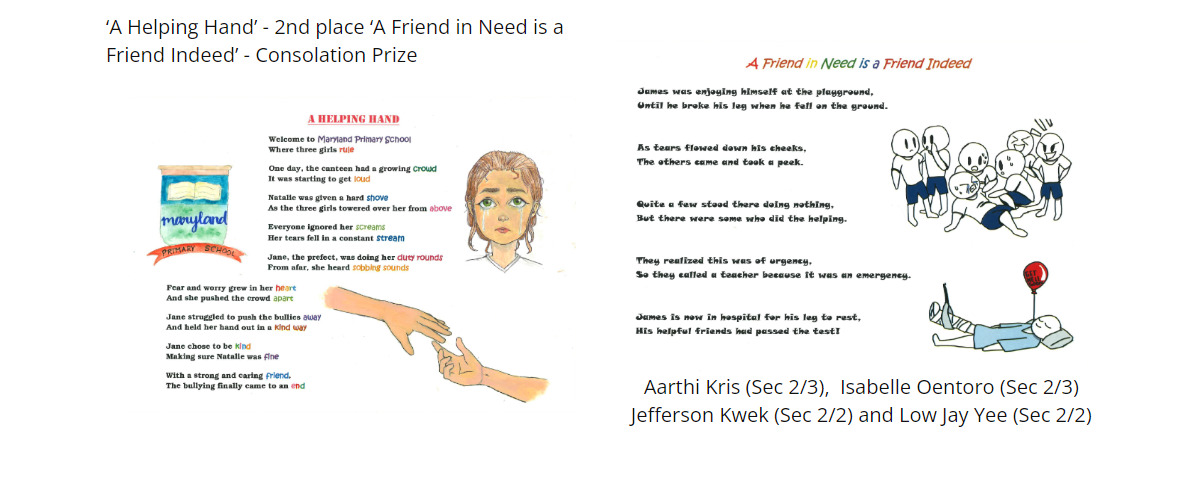 ‘A Helping Hand’ - 2nd place ‘A Friend in Need is a
Friend Indeed’ - Consolation Prize
A HELPING HAND
Welcome to Maryland Primary School
Where three girls rule
One day, the canteen had a growing crowd
It was starting to get loud
Natalie was given a hard shove
As the three girls towered over her from above
Everyone ignored her screams
Her tears fell in a constant stream
Jane, the prefect, was doing her duty rounds
From afar, she heard sobbing sounds
maryland
PRIMARY SCHOOL
Fear and worry grew in her heart
And she pushed the crowd apart
Jane struggled to push the bullies away
And held her hand out in a kind way
Jane chose to be kind
Making sure Natalie was fine
With a strong and caring friend.
The bullying finally came to an end
A Friend in Need is a Friend Indeed
James was enjoying himself at the playground,
Until he broke his leg when he fell on the ground.
As tears flowed down his cheeks,
The others came and took a peek.
Quite a few stood there doing nothing,
But there were some who did the helping.
They realized this was of urgency,
So they called a teacher because it was an emergency.
James is now in hospital for his leg to rest,
His helpful friends had passed the test!
Aarthi Kris (Sec 2/3), Isabelle Oentoro (Sec 2/3)
Jefferson Kwek (Sec 2/2) and Low Jay Yee (Sec 2/2)